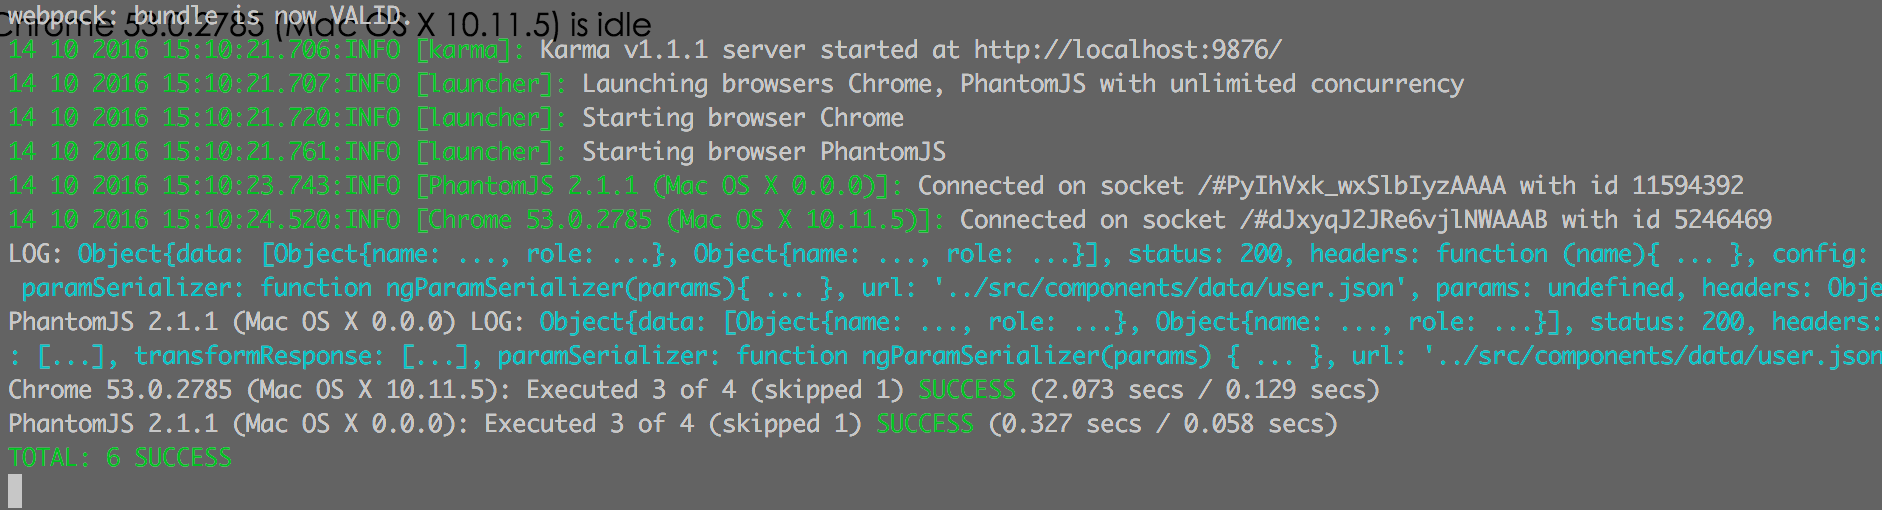 webpack: bundle is now VALID.
Chrome 53.0.2785 (Mac OS X 10.11.5) is idle
14 10 2016 15:10:21.706:INFO [karma]: Karma v1.1.1 server started at http://localhost:9876/
14 10 2016 15:10:21.707:INFO [launcher]: Launching browsers Chrome, PhantomJS with unlimited concurrency
14 10 2016 15:10:21.720:INFO [launcher]: Starting browser Chrome
14 10 2016 15:10:21.761:INFO [launcher]: Starting browser PhantomJS
14 10 2016 15:10:23.743:INFO [PhantomJS 2.1.1 (Mac OS X 0.0.0)]: Connected on socket /#PyIhVxk_wxSlbIyzAAAA with id 11594392
14 10 2016 15:10:24.520:INFO [Chrome 53.0.2785 (Mac OS X 10.11.5)]: Connected on socket /#dJxyqJ2JRe6vjlNWAAAB with id 5246469
LOG: Object{data: [Object{name: ..., role: ...}, Object{name: ..., role: ...}], status: 200, headers: function (name){ ... }, config:
paramSerializer: function ngParamSerializer(params){ ... }, url: '../src/components/data/user.json', params: undefined, headers: Obje
PhantomJS 2.1.1 (Mac OS X 0.0.0) LOG: Object{data: [Object{name: ..., role: ...}, Object{name: ..., role: ...}], status: 200, headers:
: [...], transformResponse: [...], paramSerializer: function ngParamSerializer(params) { ... }, url: '../src/components/data/user.json
Chrome 53.0.2785 (Mac OS X 10.11.5): Executed 3 of 4 (skipped 1) SUCCESS (2.073 secs / 0.129 secs)
PhantomJS 2.1.1 (Mac OS X 0.0.0): Executed 3 of 4 (skipped 1) SUCCESS (0.327 secs / 0.058 secs)
TOTAL: 6 SUCCESS